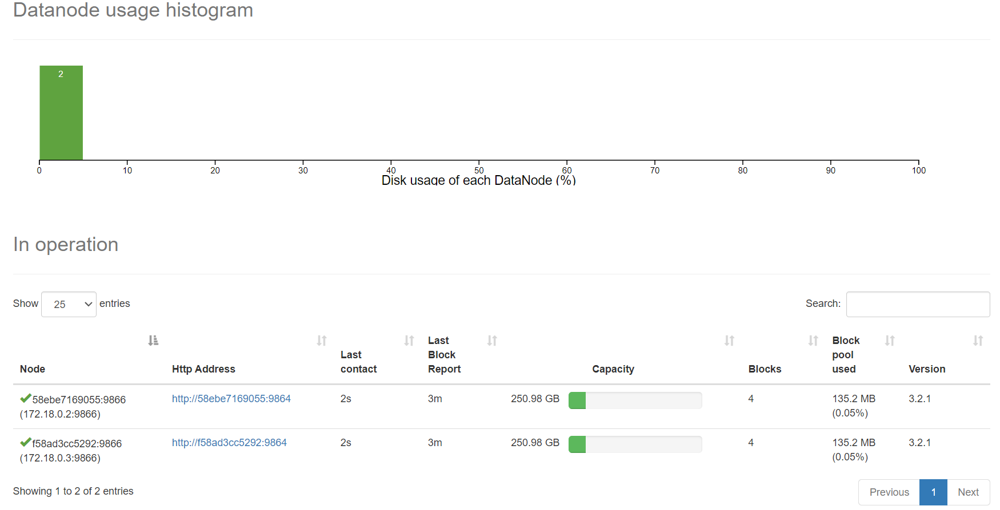 Datanode usage histogram
2
0 10 20 30 40 50 60 70 80 90 100
Disk usage of each DataNode (%)
In operation
Show 25 entries
Search:
Node Http Address Last contact Last Block Report Capacity Blocks Block pool used Version
58ebe7169055:9866 http://58ebe7169055:9864 2s 3m 250.98 GB 4 135.2 MB 3.2.1
(172.18.0.2:9866) (0.05%)
f58ad3cc5292:9866 http://f58ad3cc5292:9864 2s 3m 250.98 GB 4 135.2 MB 3.2.1
(172.18.0.3:9866) (0.05%)
Showing 1 to 2 of 2 entries
Previous 1 Next